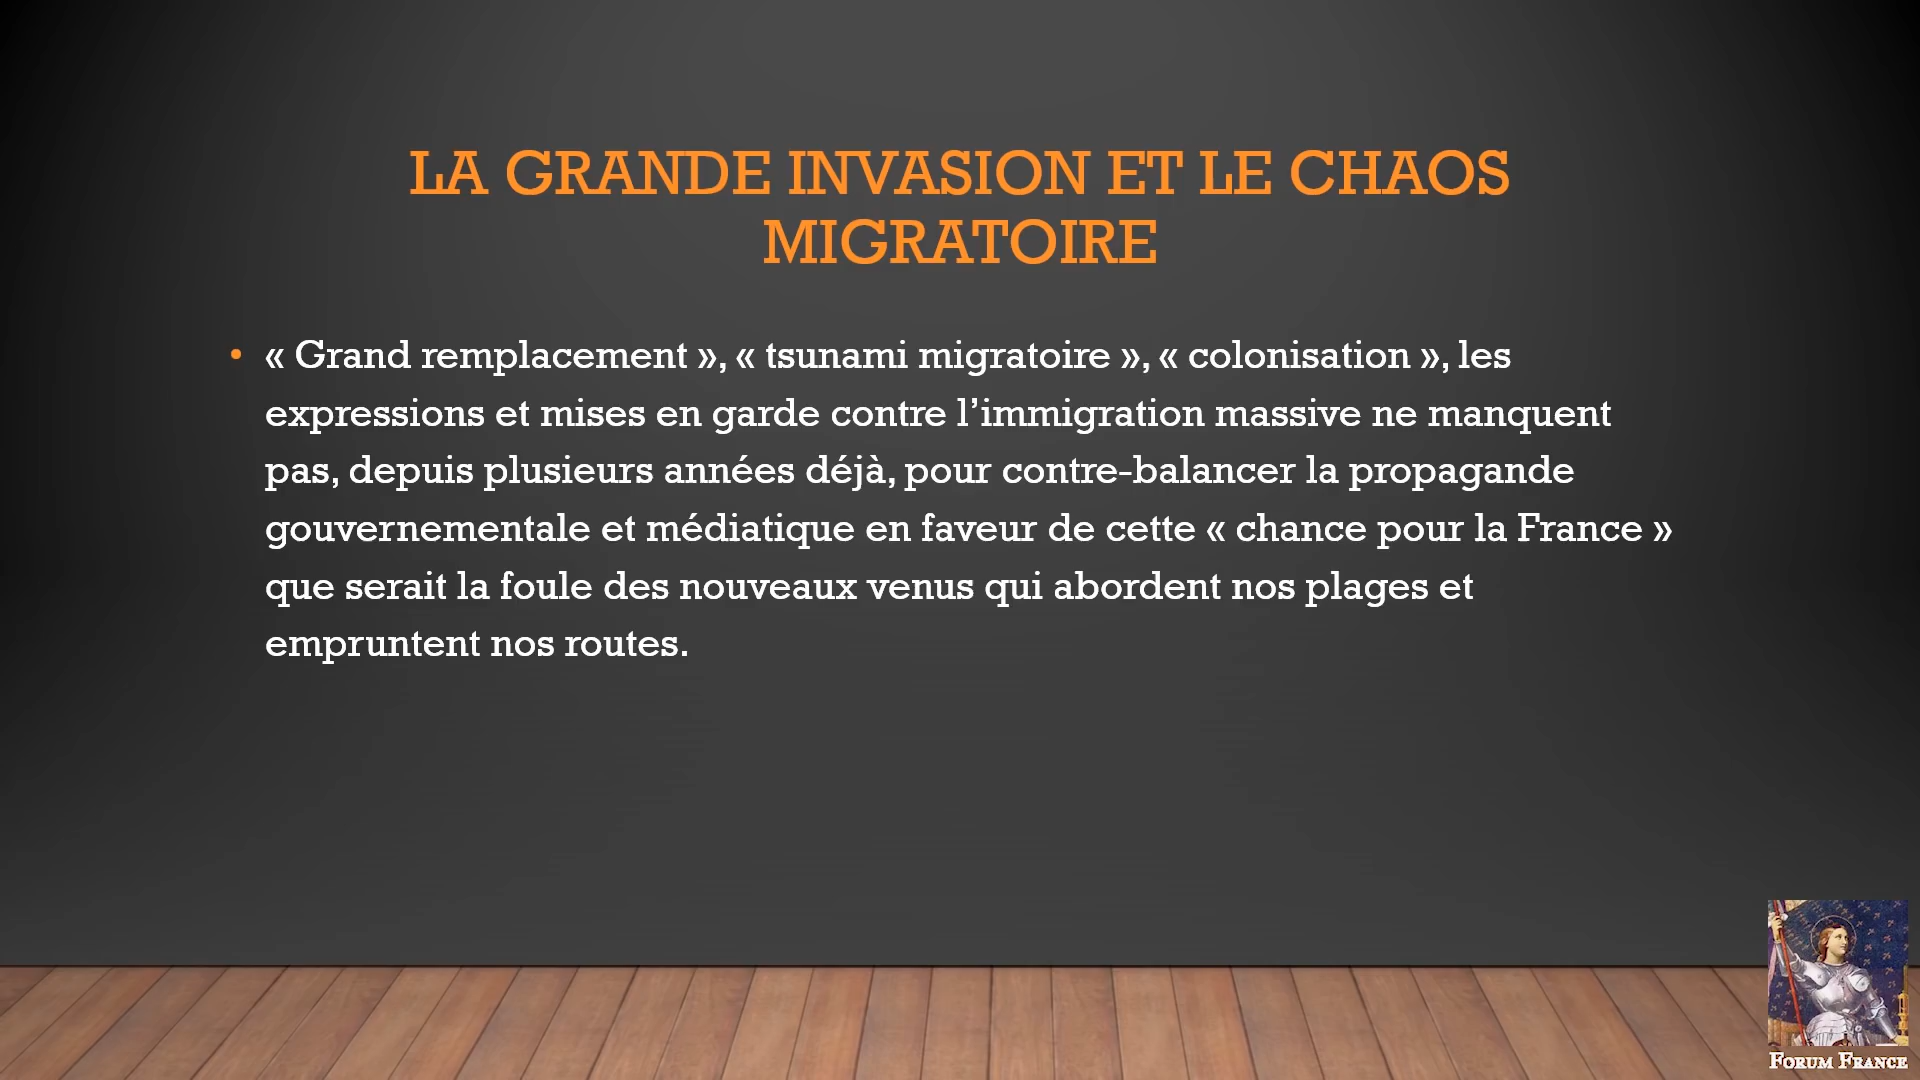 LA GRANDE INVASION ET LE CHAOS
MIGRATOIRE
• « Grand remplacement », « tsunami migratoire », « colonisation », les
expressions et mises en garde contre l’immigration massive ne manquent
pas, depuis plusieurs années déjà, pour contre-balancer la propagande
gouvernementale et médiatique en faveur de cette « chance pour la France »
que serait la foule des nouveaux venus qui abordent nos plages et
empruntent nos routes.
FORUM FRANCE